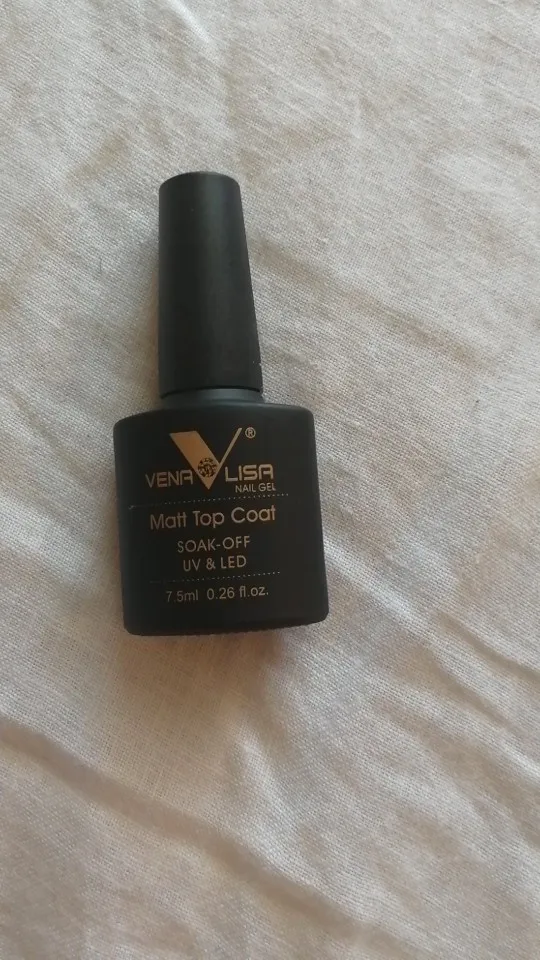 VENA LISA ®
NAIL GEL
Matt Top Coat
SOAK-OFF
UV & LED
7.5ml 0.26 fl.oz.